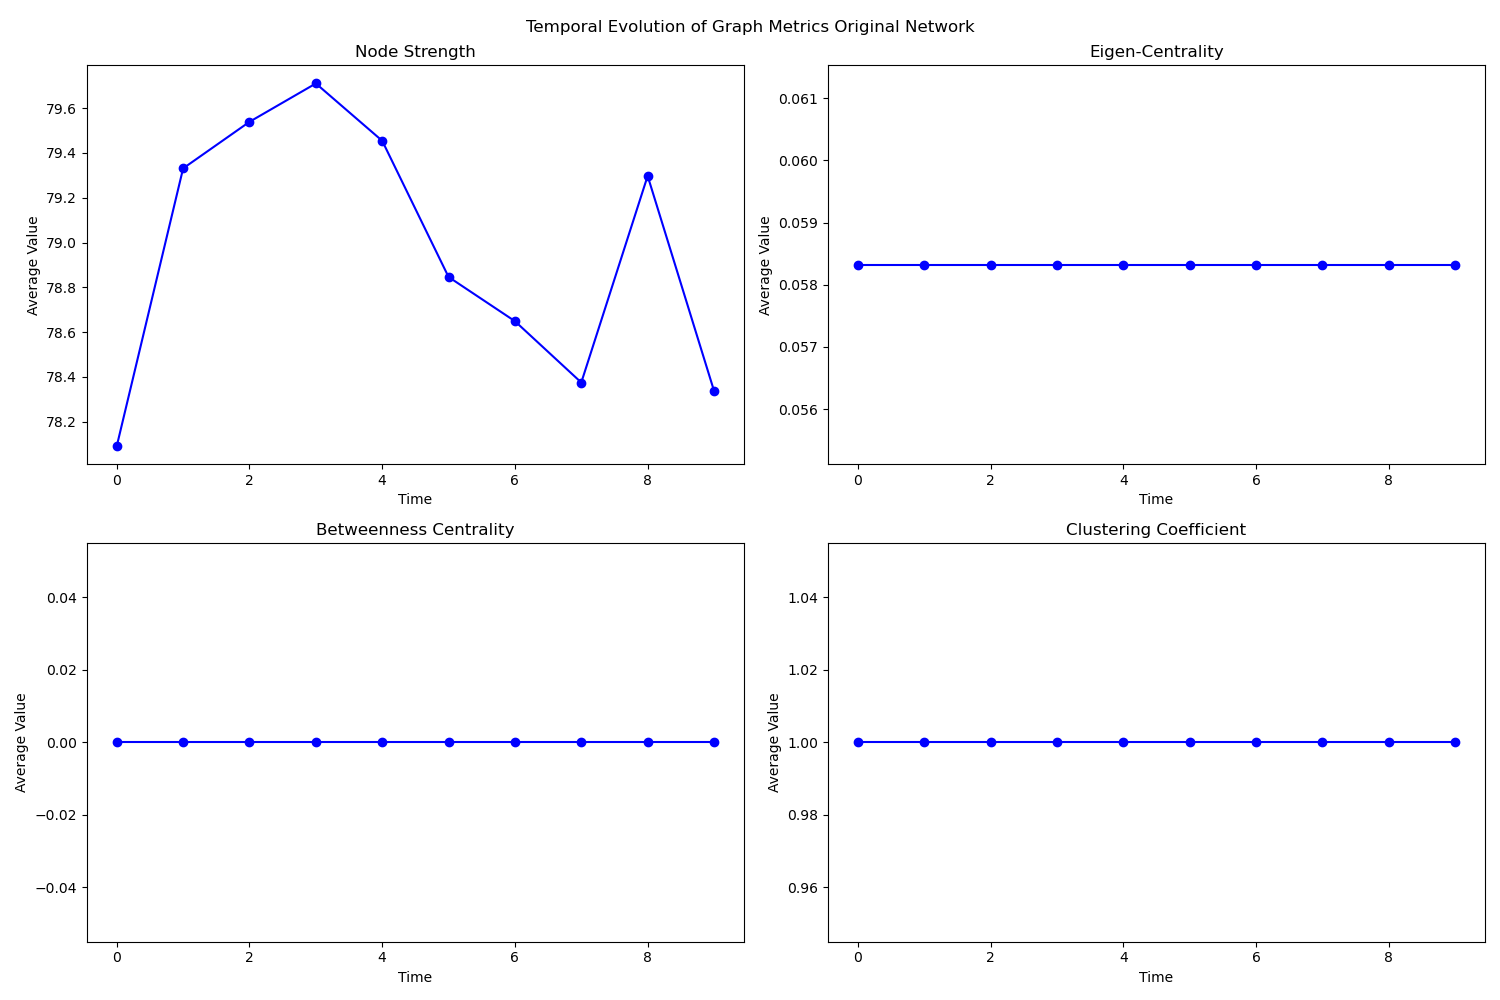 Temporal Evolution of Graph Metrics Original Network
Node Strength
79.6
79.4
79.2
79.0
78.8
78.6
78.4
78.2
Average Value
0 2 4 6 8
Time
Eigen-Centrality
0.061
0.060
0.059
0.058
0.057
0.056
Average Value
0 2 4 6 8
Time
Betweenness Centrality
0.04
0.02
0.00
−0.02
−0.04
Average Value
0 2 4 6 8
Time
Clustering Coefficient
1.04
1.02
1.00
0.98
0.96
Average Value
0 2 4 6 8
Time